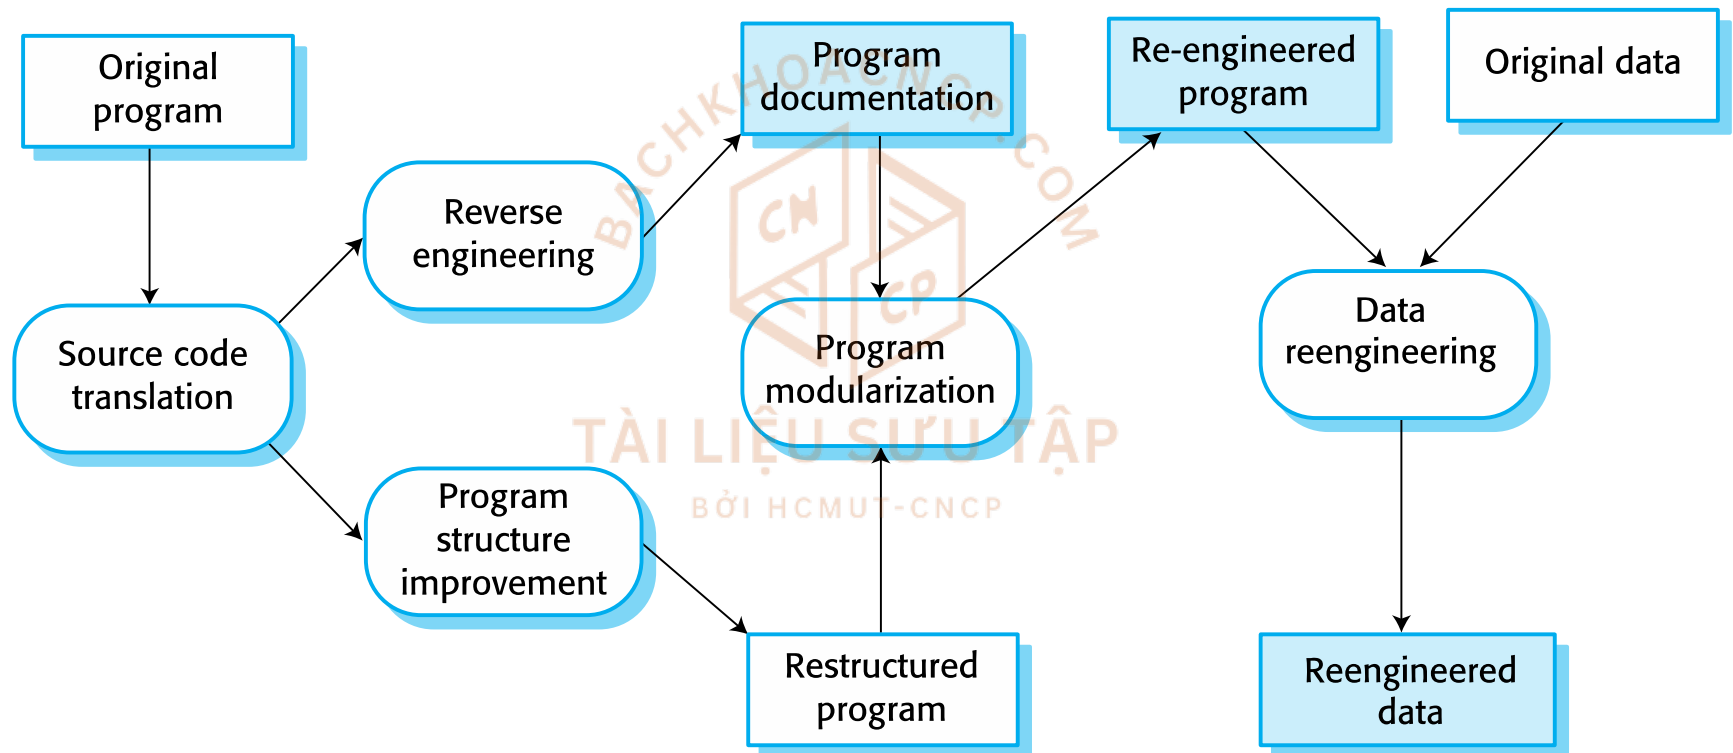 Original
program
Program
documentation
Re-engineered
program
Original data
Reverse
engineering
Source code
translation
Program
modularization
Data
reengineering
Program
structure
improvement
Restructured
program
Reengineered
data
BACHKHOACNCP.COM
CN
CP
TÀI LIỆU SƯU TẬP
BỞI HCMUT-CNCP